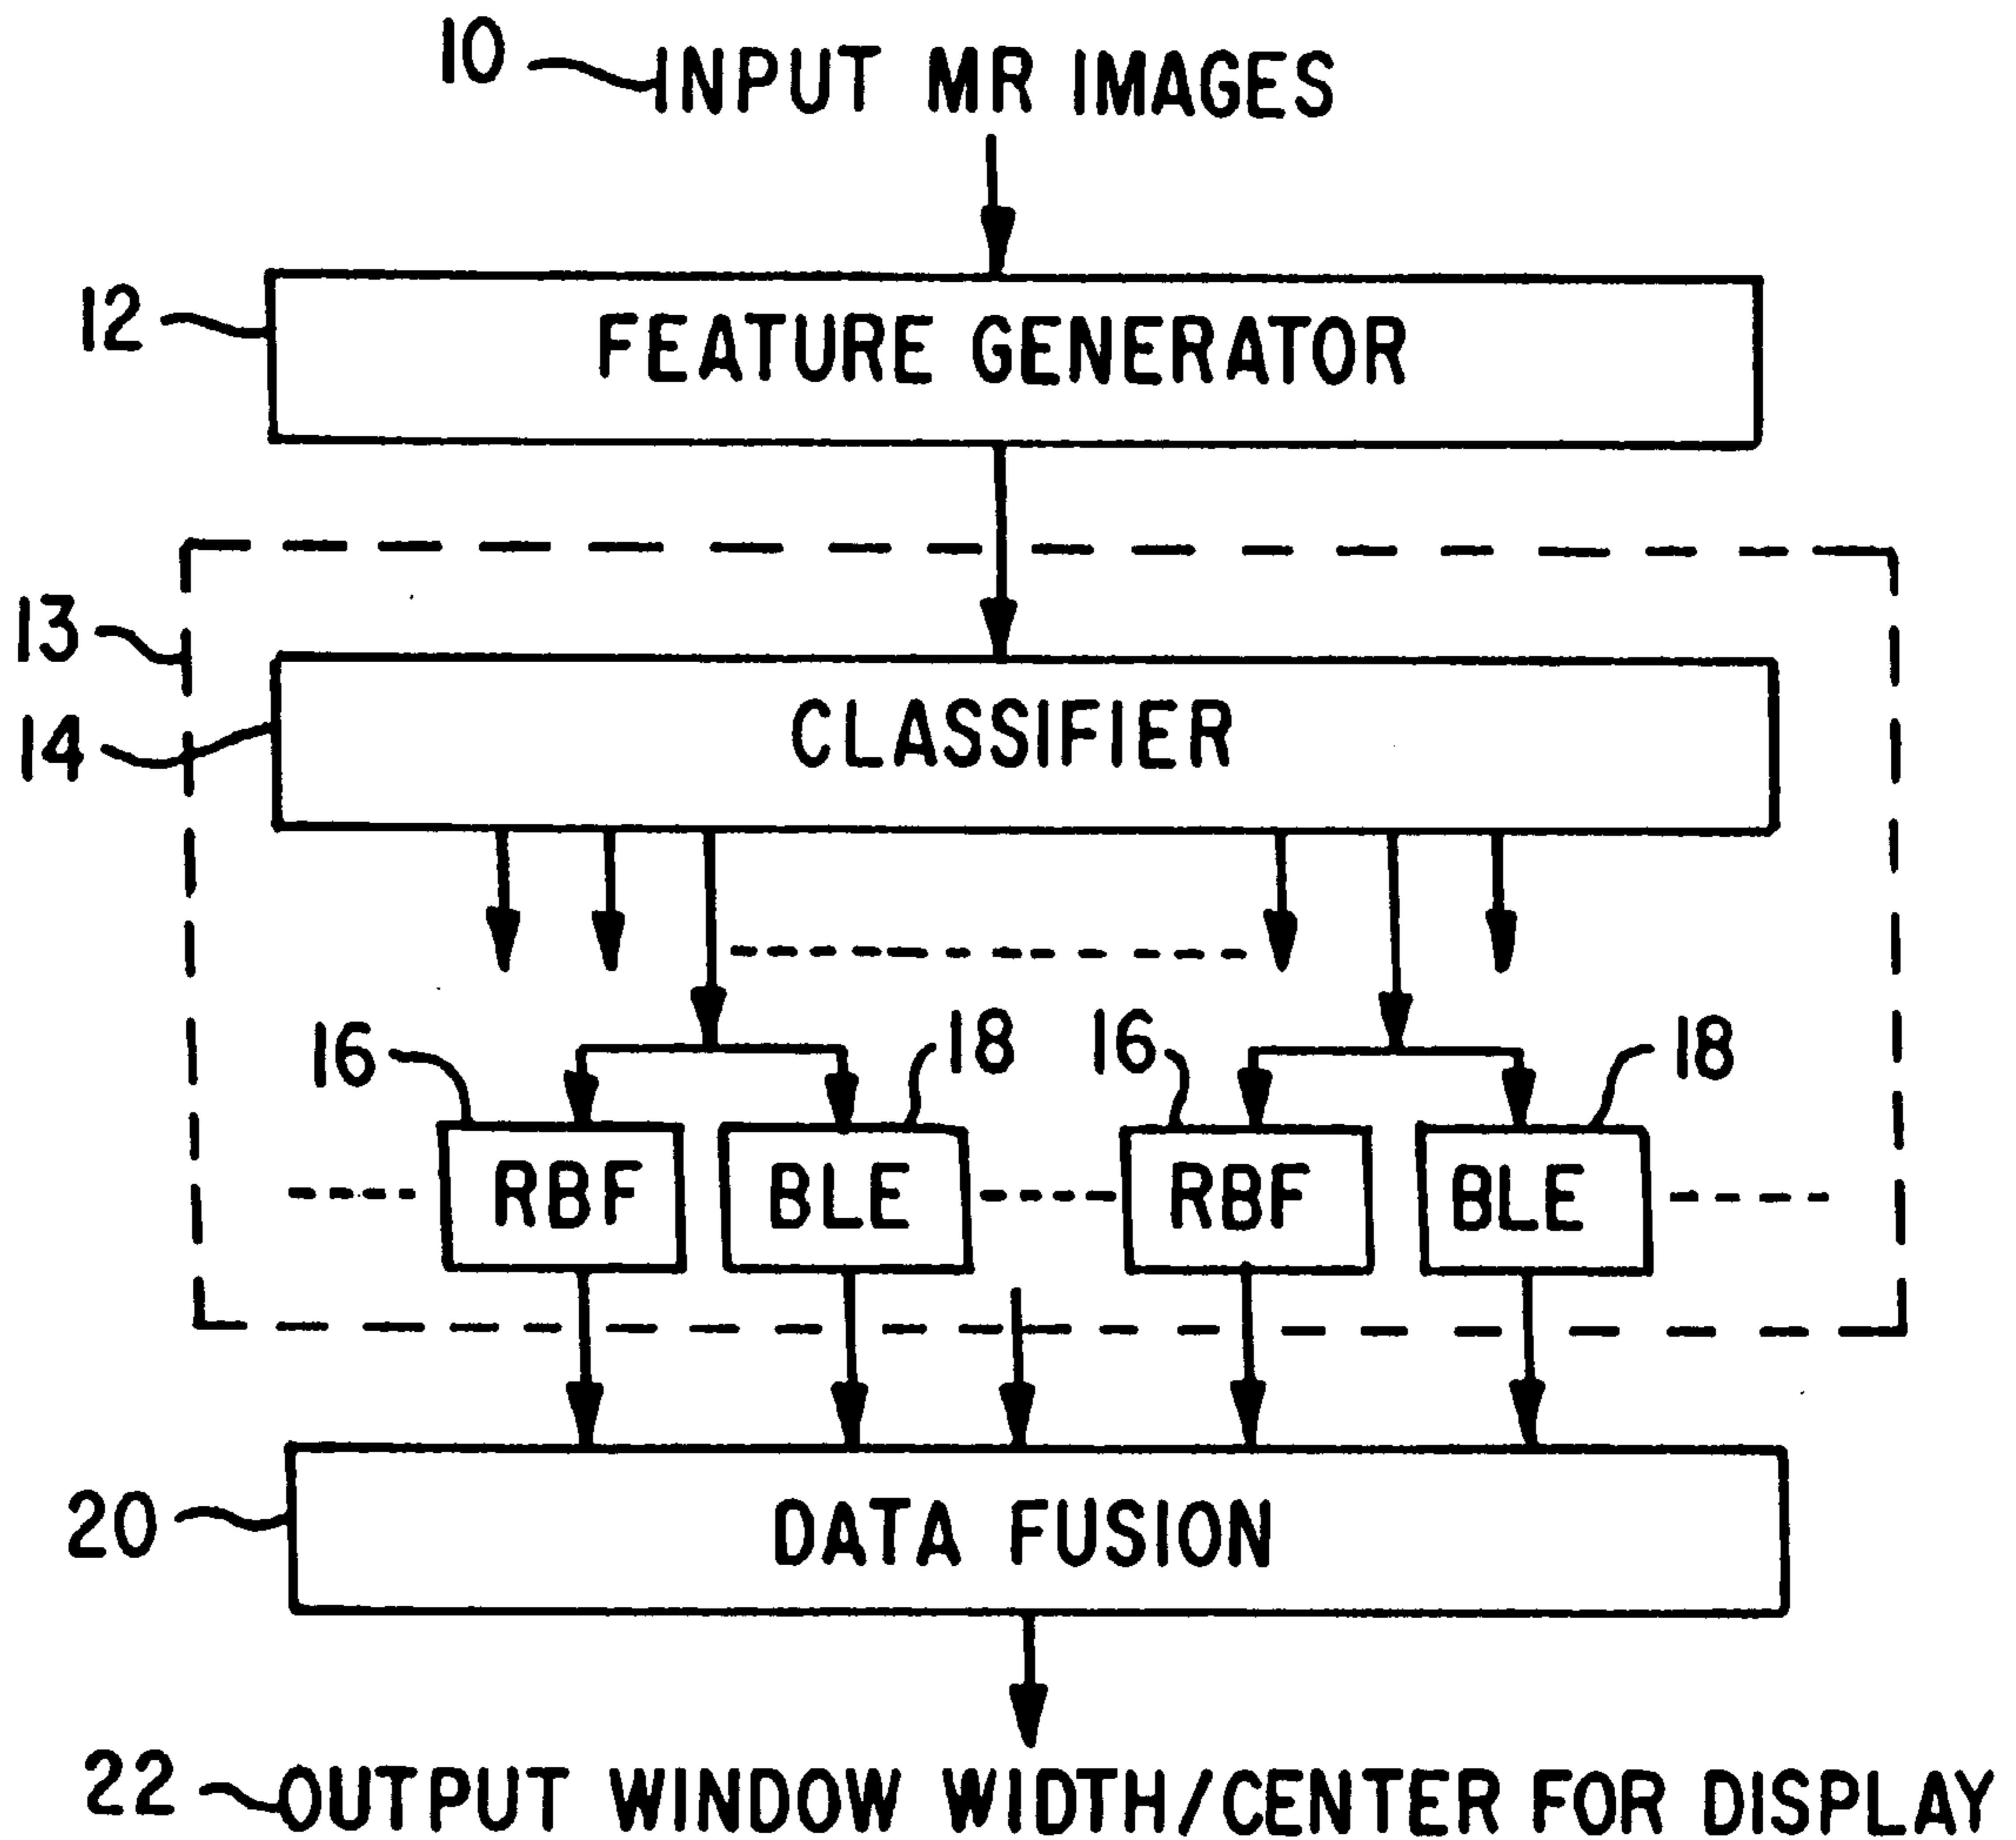 10 INPUT MR IMAGES
12 FEATURE GENERATOR
13
14 CLASSIFIER
16 18 16 18
RBF BLE RBF BLE
20 DATA FUSION
22 OUTPUT WINDOW WIDTH/CENTER FOR DISPLAY